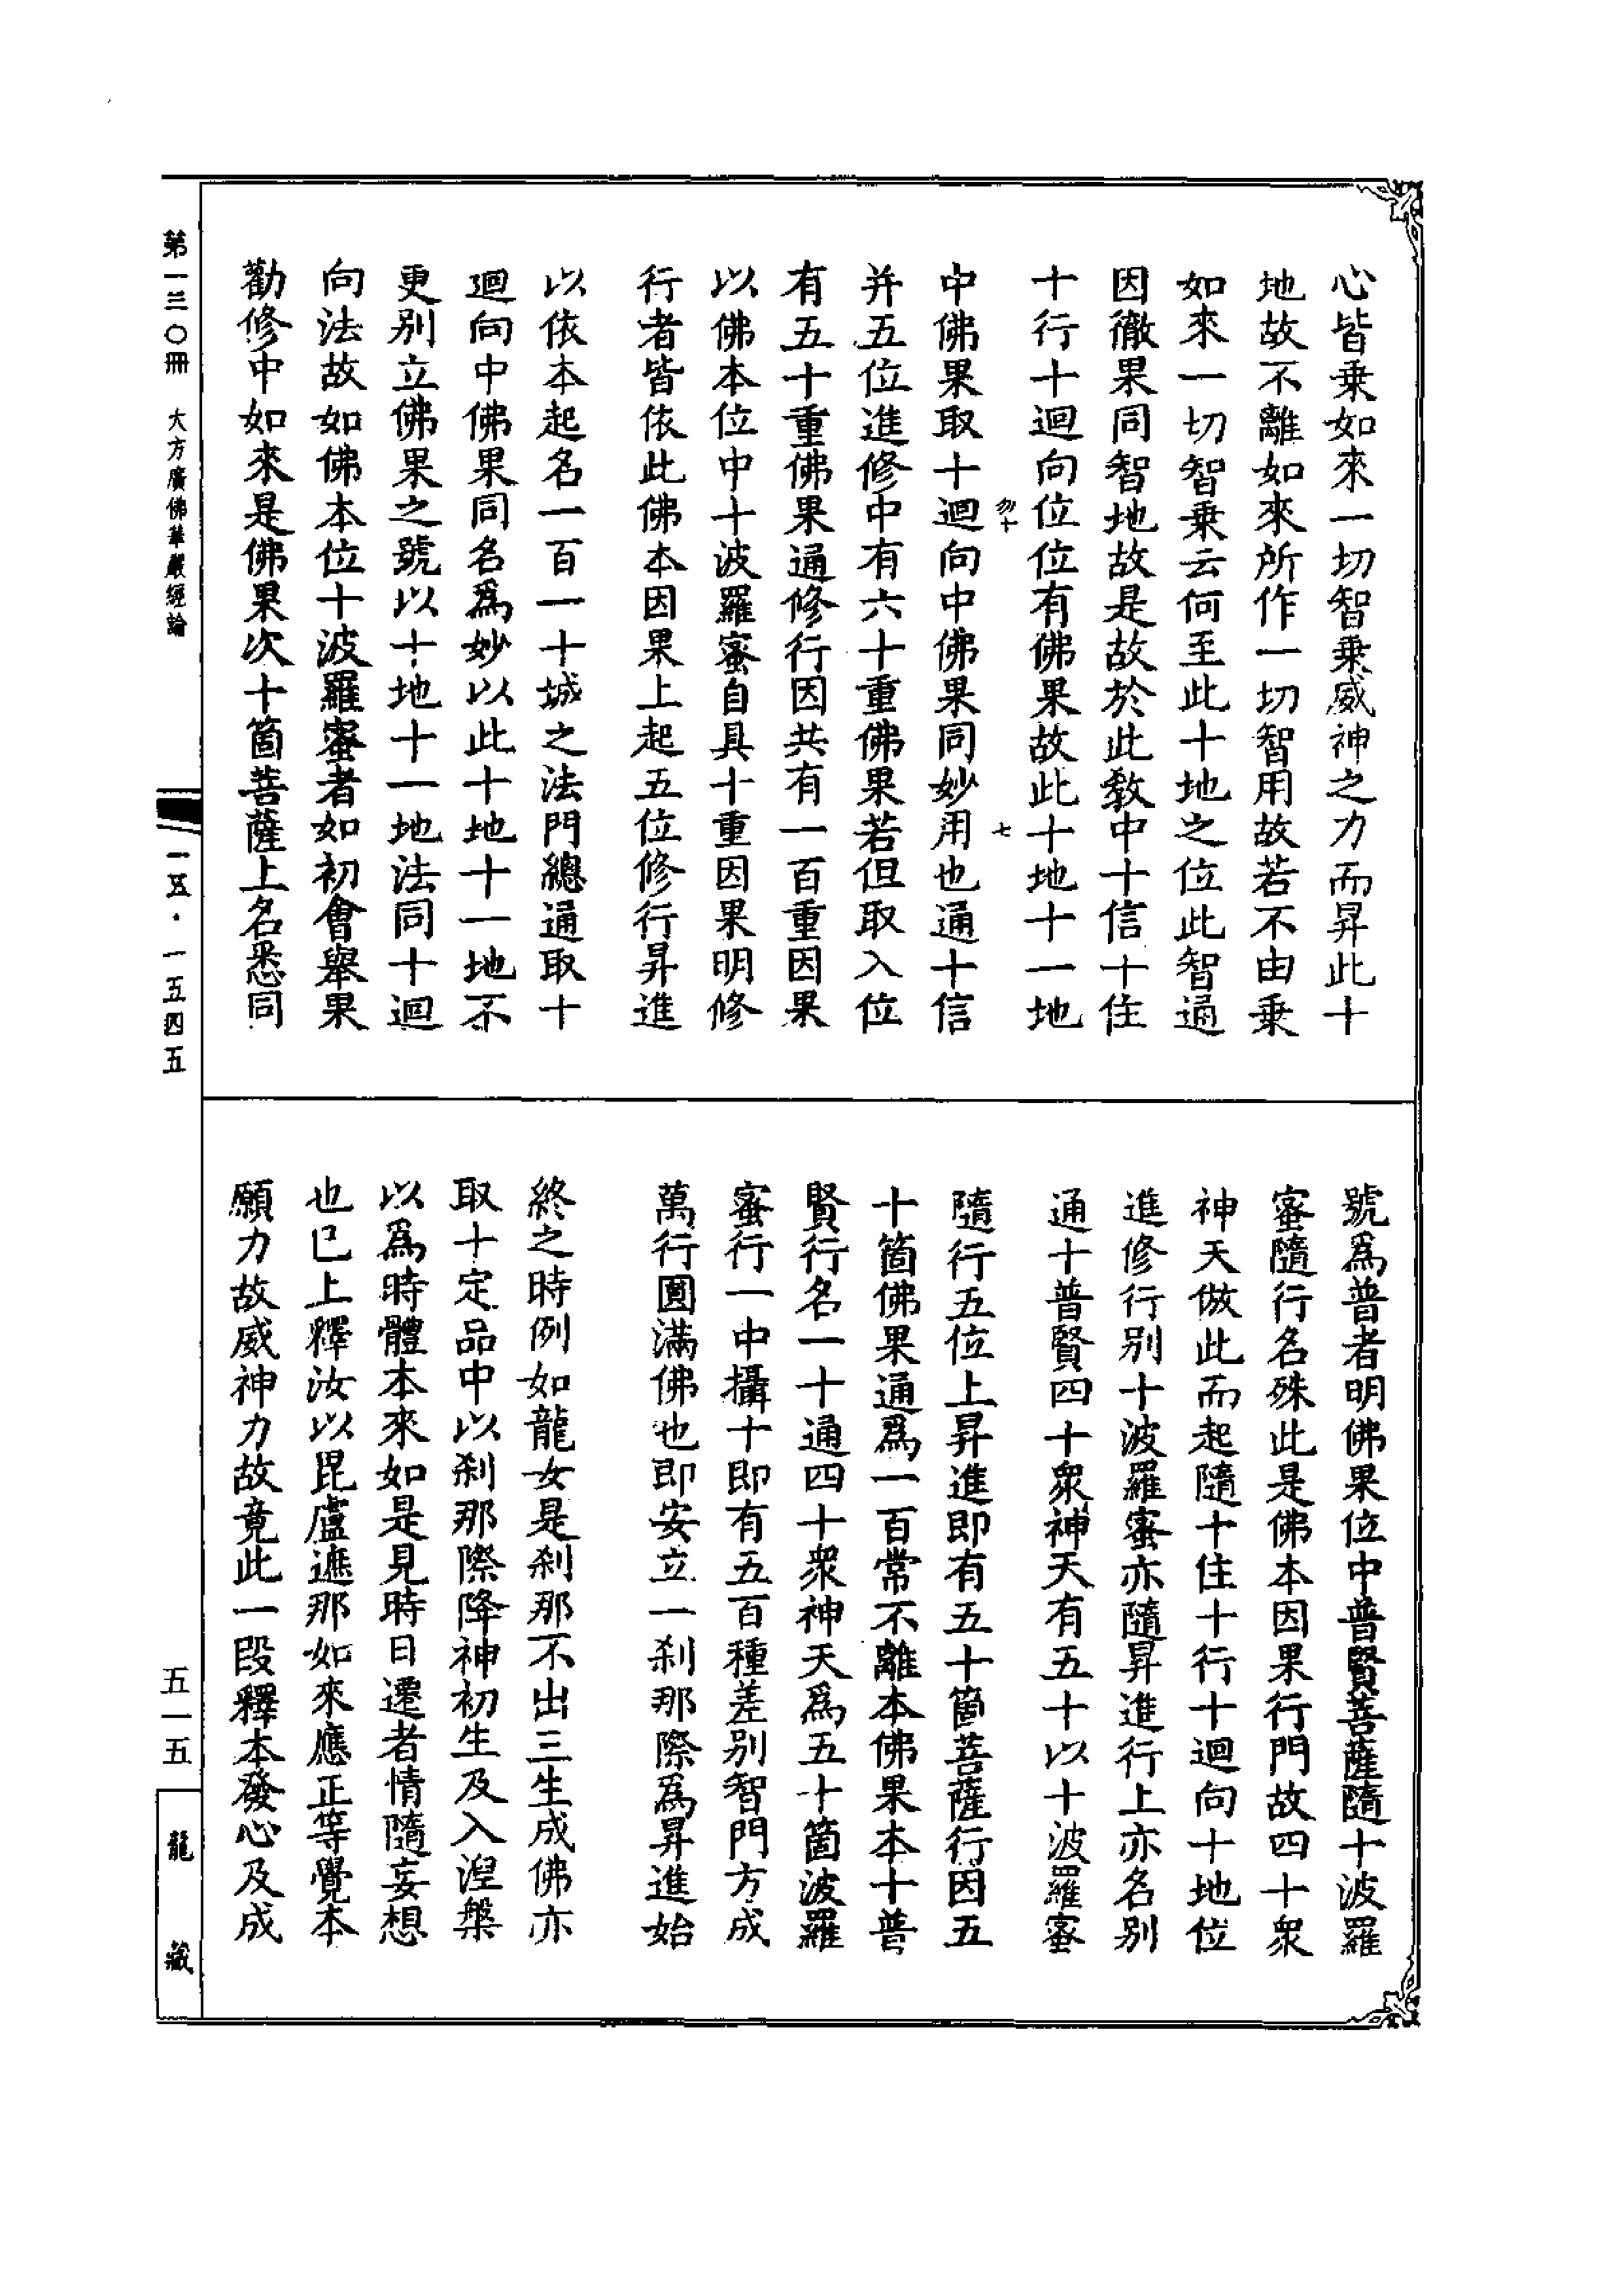 心皆乗如來一切智乗威神之力而昇此十
地故不離如來所作一切智用故若不由乗
如來一切智乗云何至此十地之位此智通
因徹果同智地故是故於此教中十信十住
十行十迴向位位有佛果故此十地十一地
勿十
七
中佛果取十迴向中佛果同妙用也通十信
并五位進修中有六十重佛果若但取入位
有五十重佛果通修行因共有一百重因果
以佛本位中十波羅蜜自具十重因果明修
行者皆依此佛本因果上起五位修行昇進
以依本起名一百一十城之法門總通取十
迴向中佛果同名爲妙以此十地十一地不
更别立佛果之號以十地十一地法同十迴
向法故如佛本位十波羅蜜者如初會舉果
勸修中如來是佛果次十箇菩薩上名悉同
號爲普者明佛果位中普賢菩薩隨十波羅
蜜隨行名殊此是佛本因果行門故四十衆
神天倣此而起隨十住十行十迴向十地位
進修行别十波羅蜜亦隨昇進行上亦名别
通十普賢四十衆神天有五十以十波羅蜜
隨行五位上昇進即有五十箇菩薩行因五
十箇佛果通爲一百常不離本佛果本十普
賢行名一十通四十衆神天爲五十箇波羅
蜜行一中攝十即有五百種差别智門方成
萬行圓滿佛也即安立一刹那際爲昇進始
終之時例如龍女是刹那不出三生成佛亦
取十定品中以刹那際降神初生及入湼槃
以爲時體本來如是見時日遷者情隨妄想
也已上釋汝以毘盧遮那如來應正等覺本
願力故威神力故竟此一段釋本發心及成
第一三〇冊　大方廣佛華嚴經論
一五·一五四五
五一五
龍藏